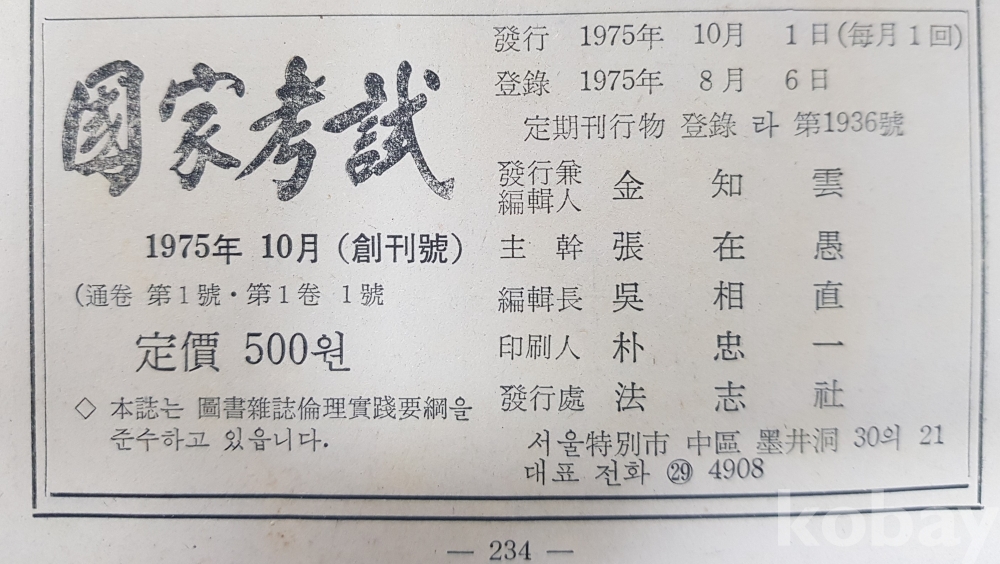 國家考試
1975年 10月 (創刊號)
(通卷 第1號·第1卷 1號
定價 500원
◇ 本誌는 圖書雜誌倫理實踐要綱을
준수하고 있읍니다.
發行 1975年 10月 1日(每月1回)
登錄 1975年 8月 6日
定期刊行物 登錄 라 第1936號
發行兼
編輯人 金知雲
主幹 張在愚
編輯長 吳相直
印刷人 朴忠一
發行處 法志社
서울特別市 中區 墨井洞 30의 21
대표 전화 ㉙ 4908
— 234 —
kobay